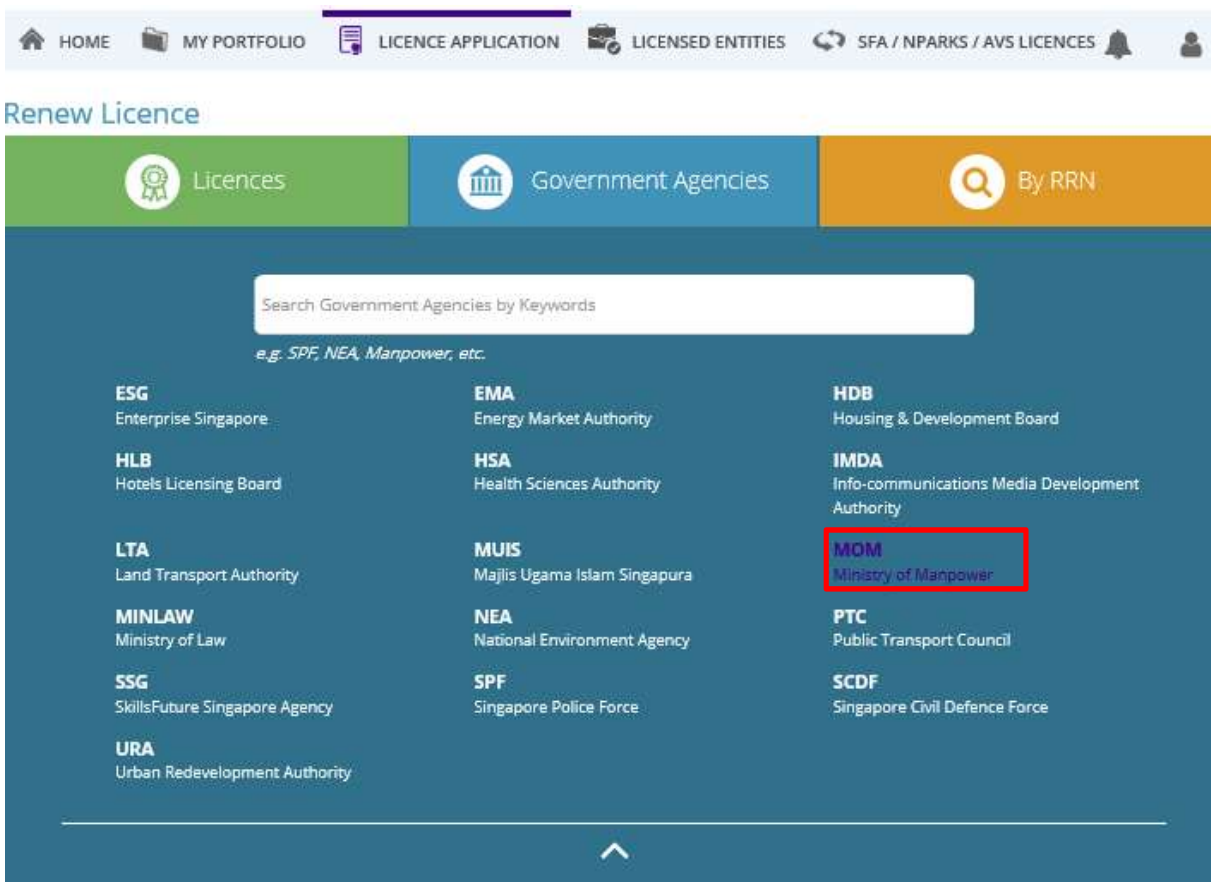 HOME MY PORTFOLIO LICENCE APPLICATION LICENSED ENTITIES SFA / NPARKS / AVS LICENCES
Renew Licence
Licences Government Agencies By RRN
Search Government Agencies by Keywords
e.g. SPF, NEA, Manpower, etc.
ESG EMA HDB
Enterprise Singapore Energy Market Authority Housing & Development Board
HLB HSA IMDA
Hotels Licensing Board Health Sciences Authority Info-communications Media Development
Authority
LTA MUIS MOM
Land Transport Authority Majlis Ugama Islam Singapura Ministry of Manpower
MINLAW NEA PTC
Ministry of Law National Environment Agency Public Transport Council
SSG SPF SCDF
SkillsFuture Singapore Agency Singapore Police Force Singapore Civil Defence Force
URA
Urban Redevelopment Authority